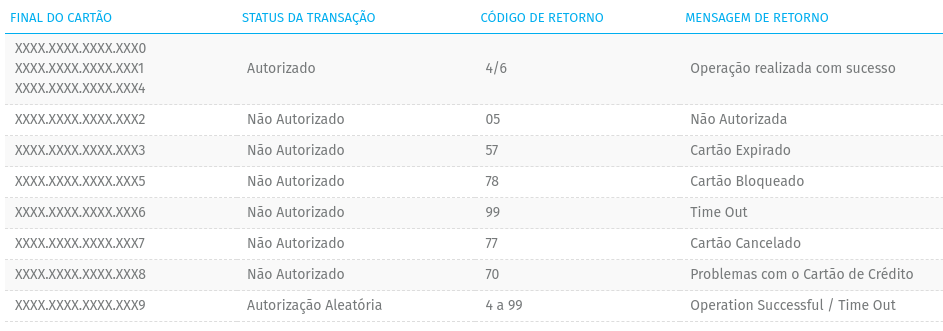 FINAL DO CARTÃO STATUS DA TRANSAÇÃO CÓDIGO DE RETORNO MENSAGEM DE RETORNO
XXXX.XXXX.XXXX.XXX0
XXXX.XXXX.XXXX.XXX1 Autorizado 4/6 Operação realizada com sucesso
XXXX.XXXX.XXXX.XXX4
XXXX.XXXX.XXXX.XXX2 Não Autorizado 05 Não Autorizada
XXXX.XXXX.XXXX.XXX3 Não Autorizado 57 Cartão Expirado
XXXX.XXXX.XXXX.XXX5 Não Autorizado 78 Cartão Bloqueado
XXXX.XXXX.XXXX.XXX6 Não Autorizado 99 Time Out
XXXX.XXXX.XXXX.XXX7 Não Autorizado 77 Cartão Cancelado
XXXX.XXXX.XXXX.XXX8 Não Autorizado 70 Problemas com o Cartão de Crédito
XXXX.XXXX.XXXX.XXX9 Autorização Aleatória 4 a 99 Operation Successful / Time Out